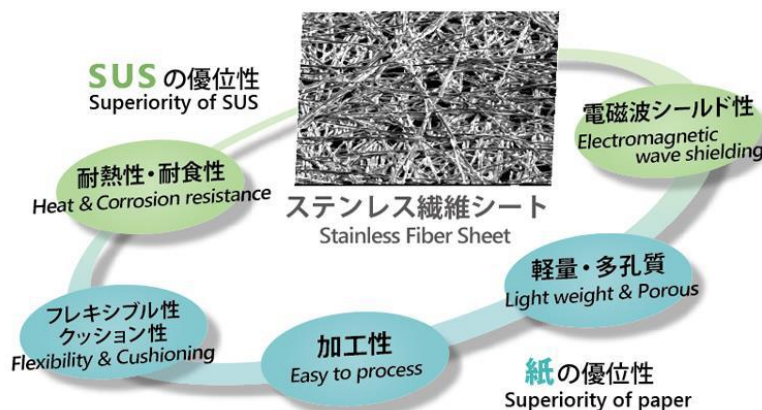 SUSの優位性
Superiority of SUS
電磁波シールド性
Electromagnetic
wave shielding
耐熱性・耐食性
Heat & Corrosion resistance
ステンレス繊維シート
Stainless Fiber Sheet
軽量・多孔質
Light weight & Porous
フレキシブル性
クッション性
Flexibility & Cushioning
加工性
Easy to process
紙の優位性
Superiority of paper